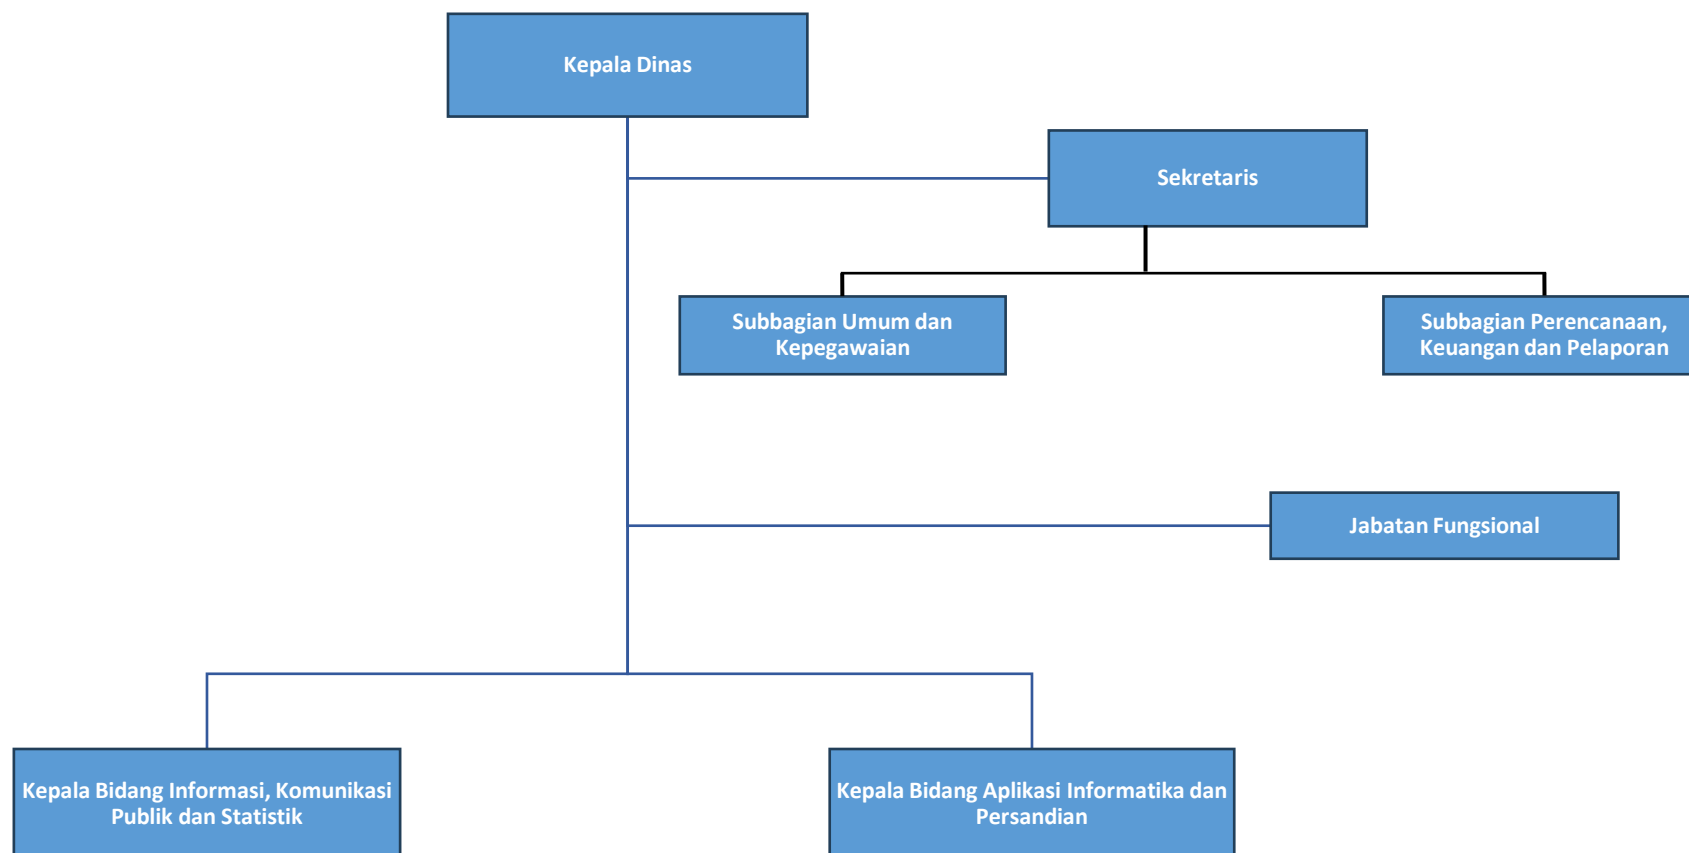 Kepala Dinas
Sekretaris
Subbagian Umum dan
Kepegawaian
Subbagian Perencanaan,
Keuangan dan Pelaporan
Jabatan Fungsional
Kepala Bidang Informasi, Komunikasi
Publik dan Statistik
Kepala Bidang Aplikasi Informatika dan
Persandian